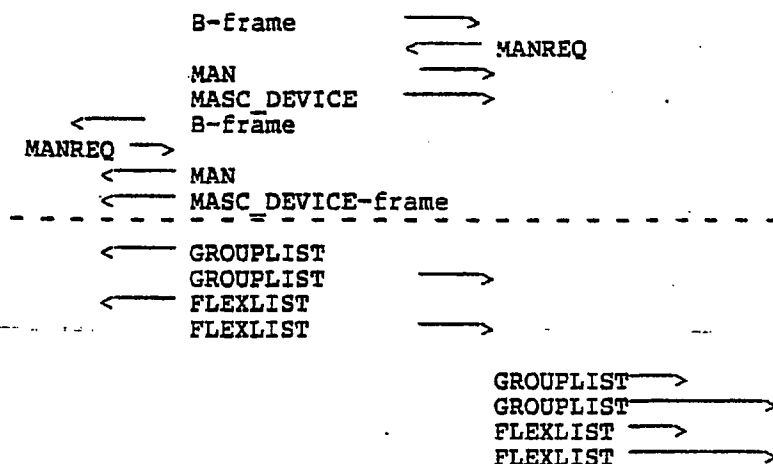 B-frame
MANREQ
MAN
MASC_DEVICE
B-frame
MANREQ
MAN
MASC_DEVICE-frame
GROUPLIST
GROUPLIST
FLEXLIST
FLEXLIST
GROUPLIST
GROUPLIST
FLEXLIST
FLEXLIST